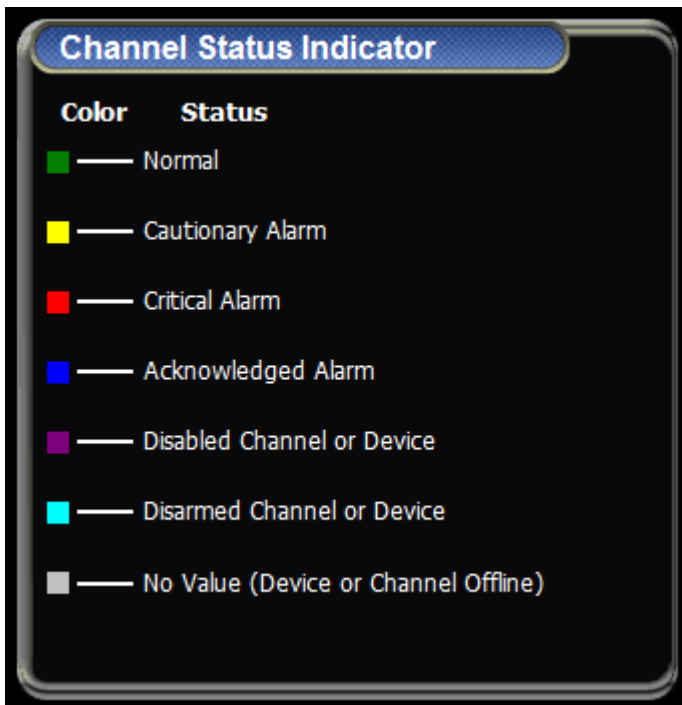 Channel Status Indicator
Color Status
Normal
Cautionary Alarm
Critical Alarm
Acknowledged Alarm
Disabled Channel or Device
Disarmed Channel or Device
No Value (Device or Channel Offline)